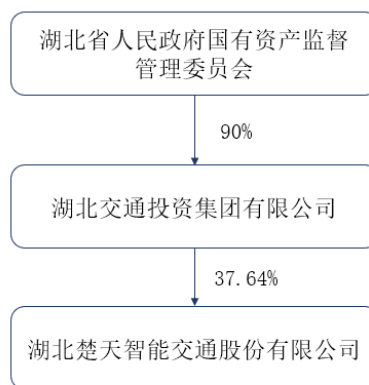 湖北省人民政府国有资产监督
管理委员会
90%
湖北交通投资集团有限公司
37.64%
湖北楚天智能交通股份有限公司